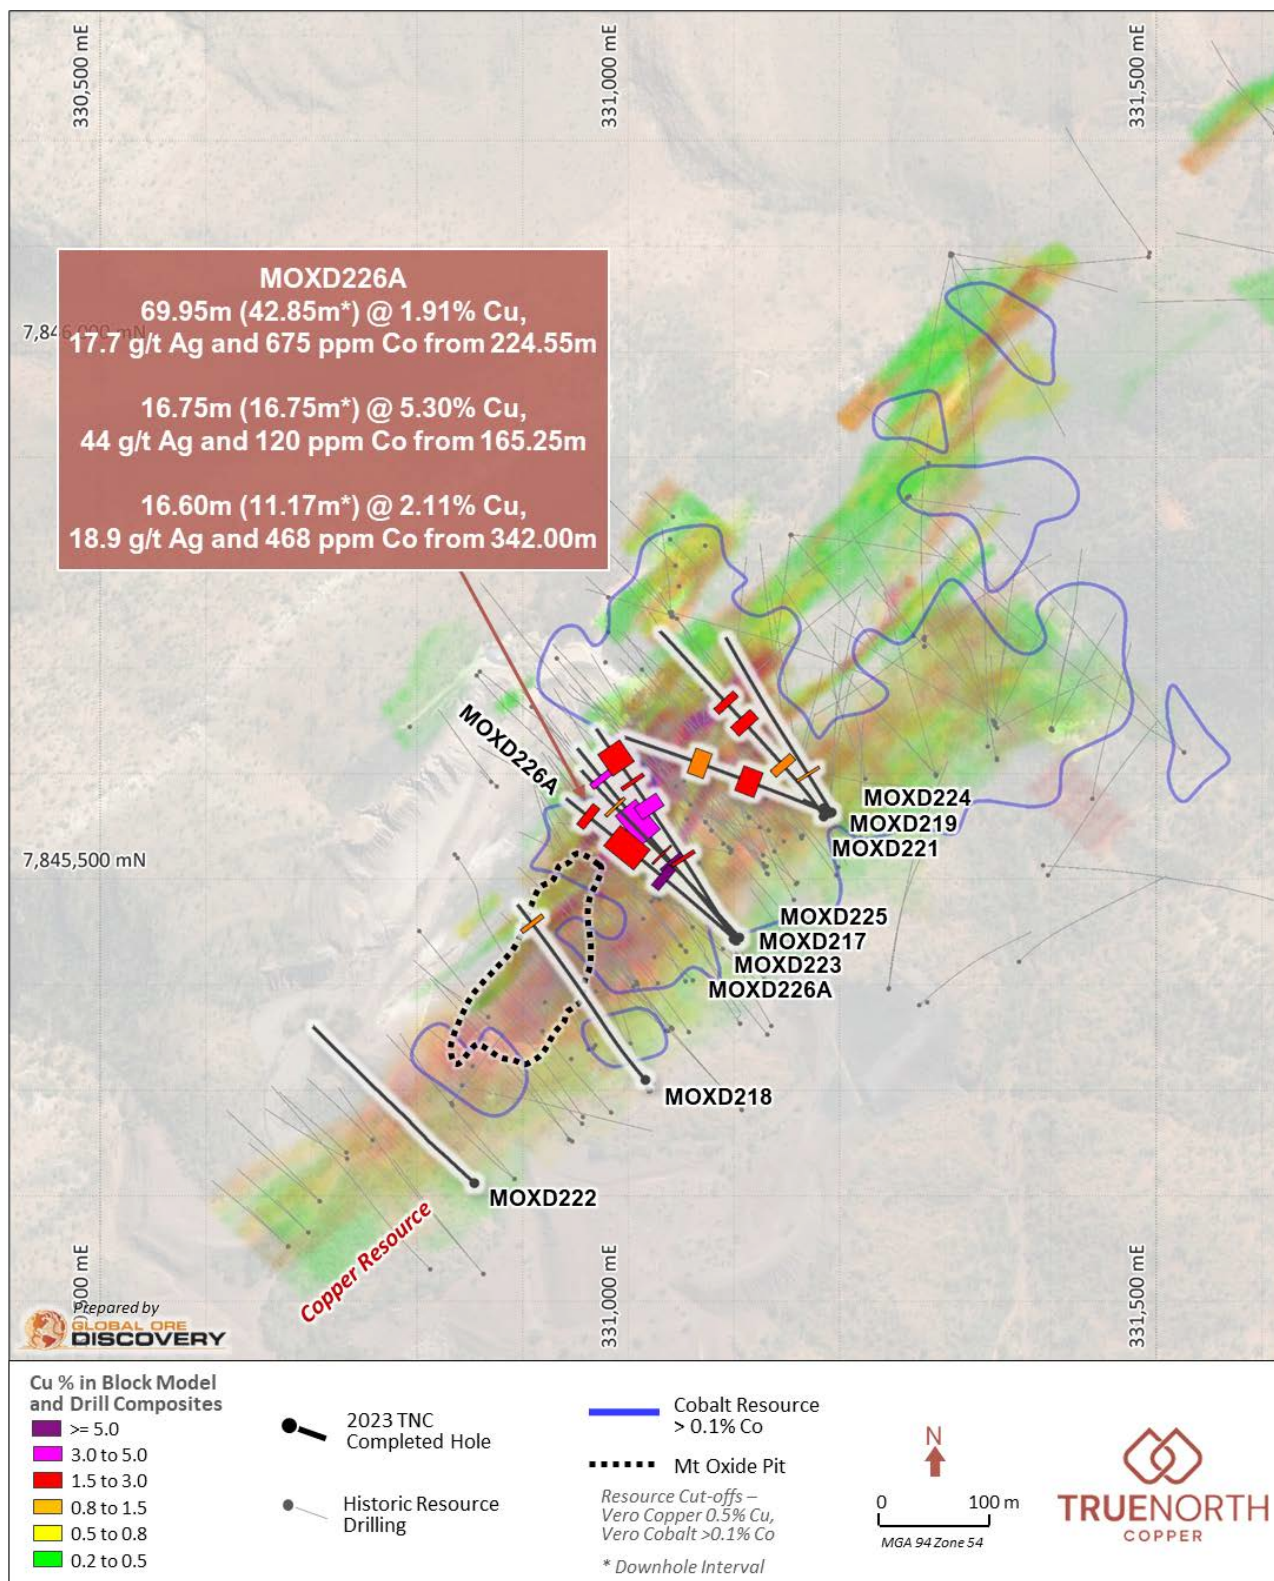 330,500 mE
331,000 mE
331,500 mE
MOXD226A
69.95m (42.85m*) @ 1.91% Cu,
17.7 g/t Ag and 675 ppm Co from 224.55m
16.75m (16.75m*) @ 5.30% Cu,
44 g/t Ag and 120 ppm Co from 165.25m
16.60m (11.17m*) @ 2.11% Cu,
18.9 g/t Ag and 468 ppm Co from 342.00m
7,846,000 mN
MOXD226A
MOXD224
MOXD219
MOXD221
7,845,500 mN
MOXD225
MOXD217
MOXD223
MOXD226A
MOXD218
MOXD222
Copper Resource
331,000 mE
331,500 mE
Prepared by
GLOBAL ORE
DISCOVERY
Cu % in Block Model
and Drill Composites
>= 5.0
3.0 to 5.0
1.5 to 3.0
0.8 to 1.5
0.5 to 0.8
0.2 to 0.5
2023 TNC
Completed Hole
Historic Resource
Drilling
Cobalt Resource
> 0.1% Co
Mt Oxide Pit
Resource Cut-offs –
Vero Copper 0.5% Cu,
Vero Cobalt >0.1% Co
* Downhole Interval
N
0 100 m
MGA 94 Zone 54
TRUENORTH
COPPER